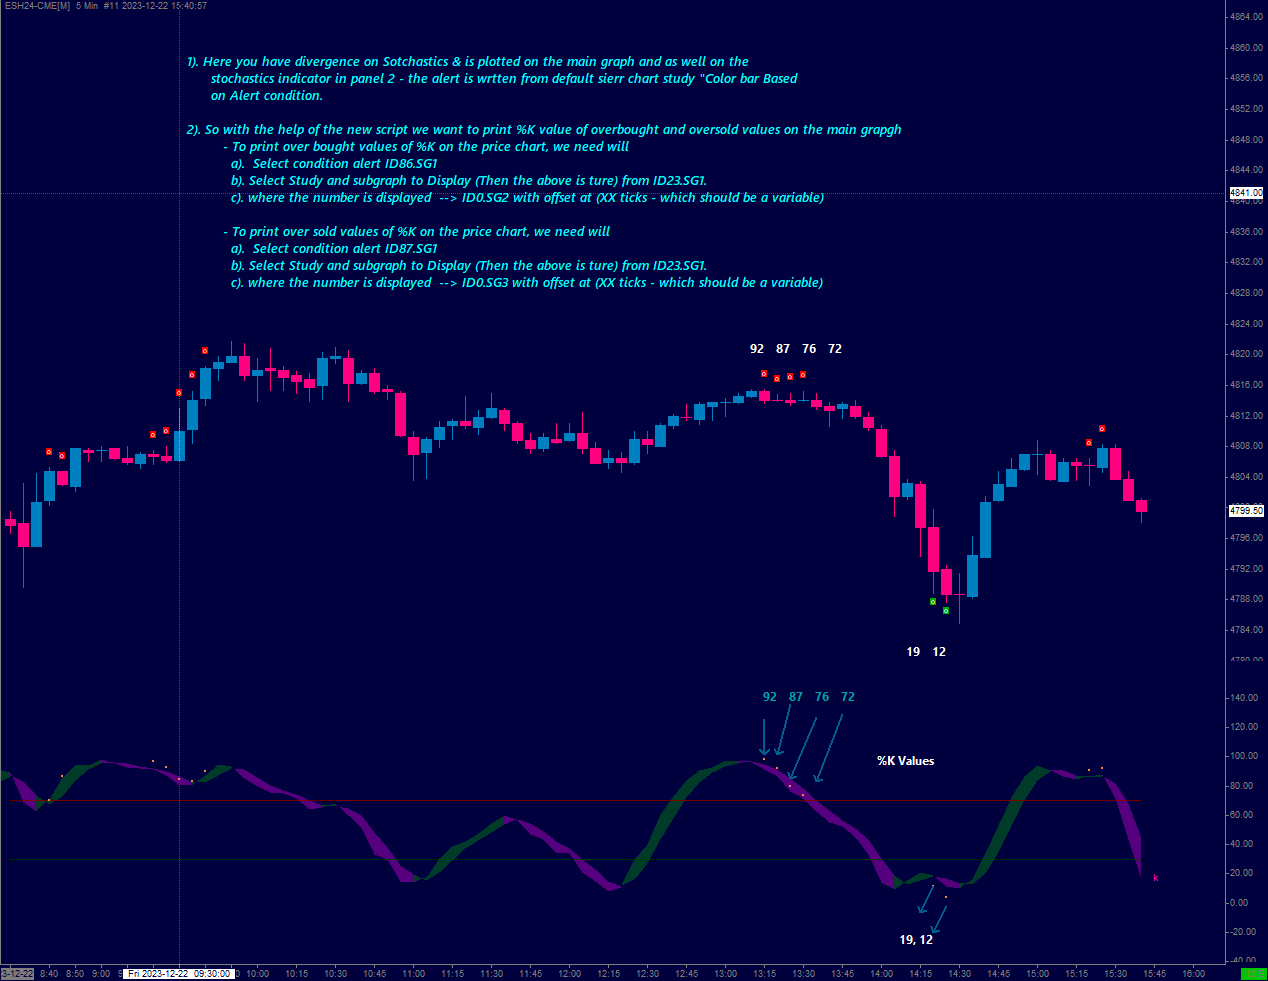 ESH24-CME[M]  5 Min  #11 2023-12-22 15:40:57
1). Here you have divergence on Sotchastics & is plotted on the main graph and as well on the
stochastics indicator in panel 2 - the alert is wrtten from default sierr chart study "Color bar Based
on Alert condition.
2). So with the help of the new script we want to print %K value of overbought and oversold values on the main grapgh
- To print over bought values of %K on the price chart, we need will
a).  Select condition alert ID86.SG1
b). Select Study and subgraph to Display (Then the above is ture) from ID23.SG1.
c). where the number is displayed  --> ID0.SG2 with offset at (XX ticks - which should be a variable)
- To print over sold values of %K on the price chart, we need will
a).  Select condition alert ID87.SG1
b). Select Study and subgraph to Display (Then the above is ture) from ID23.SG1.
c). where the number is displayed  --> ID0.SG3 with offset at (XX ticks - which should be a variable)
4864.00
4860.00
4856.00
4852.00
4848.00
4844.00
4841.00
4840.00
4836.00
4832.00
4828.00
4824.00
4820.00
4816.00
4812.00
4808.00
4804.00
4799.50
4796.00
4792.00
4788.00
4784.00
4780.00
92 87 76 72
19 12
92 87 76 72
%K Values
19, 12
k
140.00
120.00
100.00
80.00
60.00
40.00
20.00
0.00
-20.00
-40.00
3-12-22 8:40 8:50 9:00 Fri 2023-12-22 09:30:00 10:00 10:15 10:30 10:45 11:00 11:15 11:30 11:45 12:00 12:15 12:30 12:45 13:00 13:15 13:30 13:45 14:00 14:15 14:30 14:45 15:00 15:15 15:30 15:45 16:00